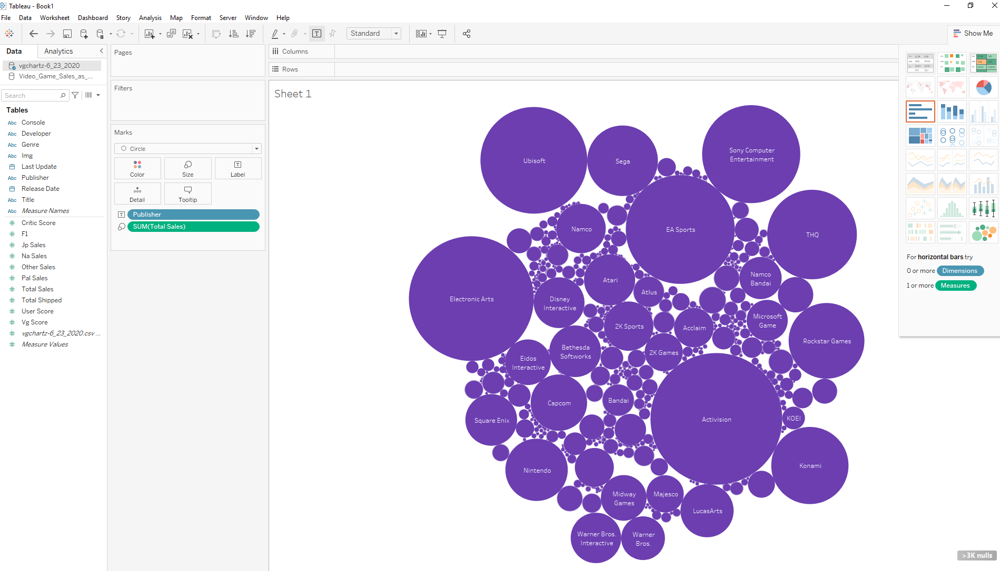 Tableau - Book1
File Data Worksheet Dashboard Story Analysis Map Format Server Window Help
Standard
Show Me
Data Analytics
vgchartz-6_23_2020
Video_Game_Sales_as_...
Search
Tables
Abc Console
Abc Developer
Abc Genre
Abc Img
Last Update
Abc Publisher
Release Date
Abc Title
Abc Measure Names
Critic Score
F1
Jp Sales
Na Sales
Other Sales
Pal Sales
Total Sales
Total Shipped
User Score
Vg Score
vgchartz-6_23_2020.csv ...
Measure Values
Pages
Filters
Marks
Circle
Color Size Label
Detail Tooltip
Publisher
SUM(Total Sales)
Columns
Rows
Sheet 1
Ubisoft
Sega
Sony Computer
Entertainment
Namco
EA Sports
THQ
Electronic Arts
Disney
Interactive
Atari
Atlus
Namco
Bandai
2K Sports
Acclaim
Microsoft
Game
Rockstar Games
Eidos
Interactive
Bethesda
Softworks
2K Games
Square Enix
Capcom
Bandai
Activision
KOEI
Nintendo
Konami
Midway
Games
Majesco
LucasArts
Warner Bros.
Interactive
Warner
Bros.
For horizontal bars try
0 or more Dimensions
1 or more Measures
>3K nulls